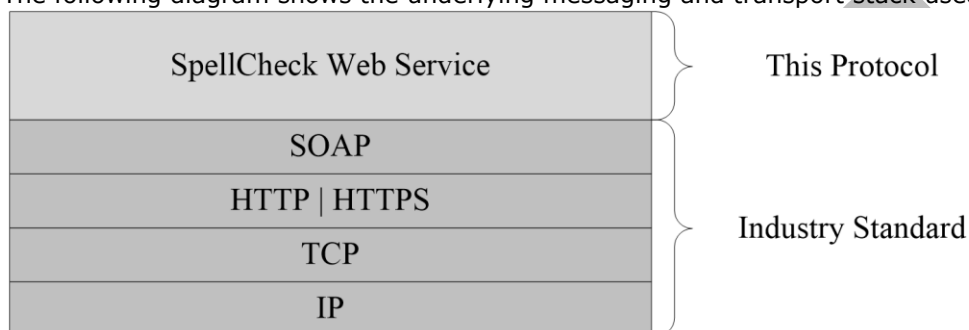 The following diagram shows the underlying messaging and transport stack used
SpellCheck Web Service
This Protocol
SOAP
HTTP | HTTPS
Industry Standard
TCP
IP